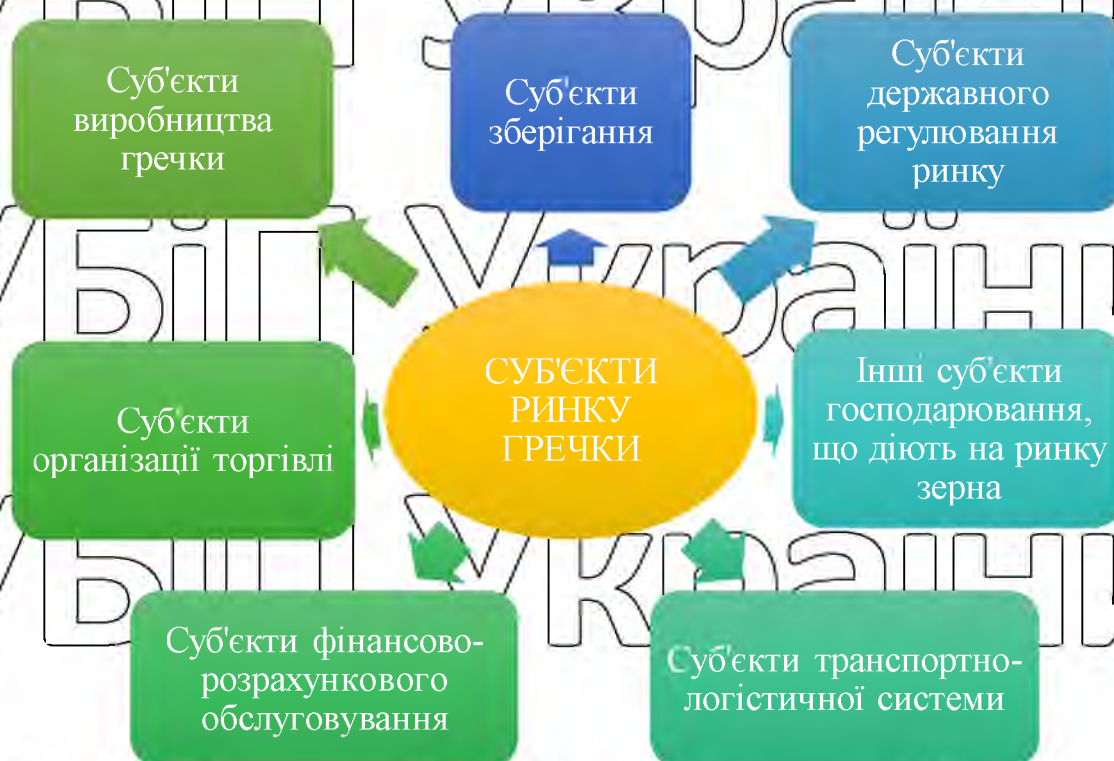 Суб'єкти
виробництва
гречки
Суб'єкти
зберігання
Суб'єкти
державного
регулювання
ринку
СУБ'ЄКТИ
РИНКУ
ГРЕЧКИ
Суб'єкти
організації торгівлі
Інші суб'єкти
господарювання,
що діють на ринку
зерна
Суб'єкти фінансово-
розрахункового
обслуговування
Суб'єкти транспортно-
логістичної системи